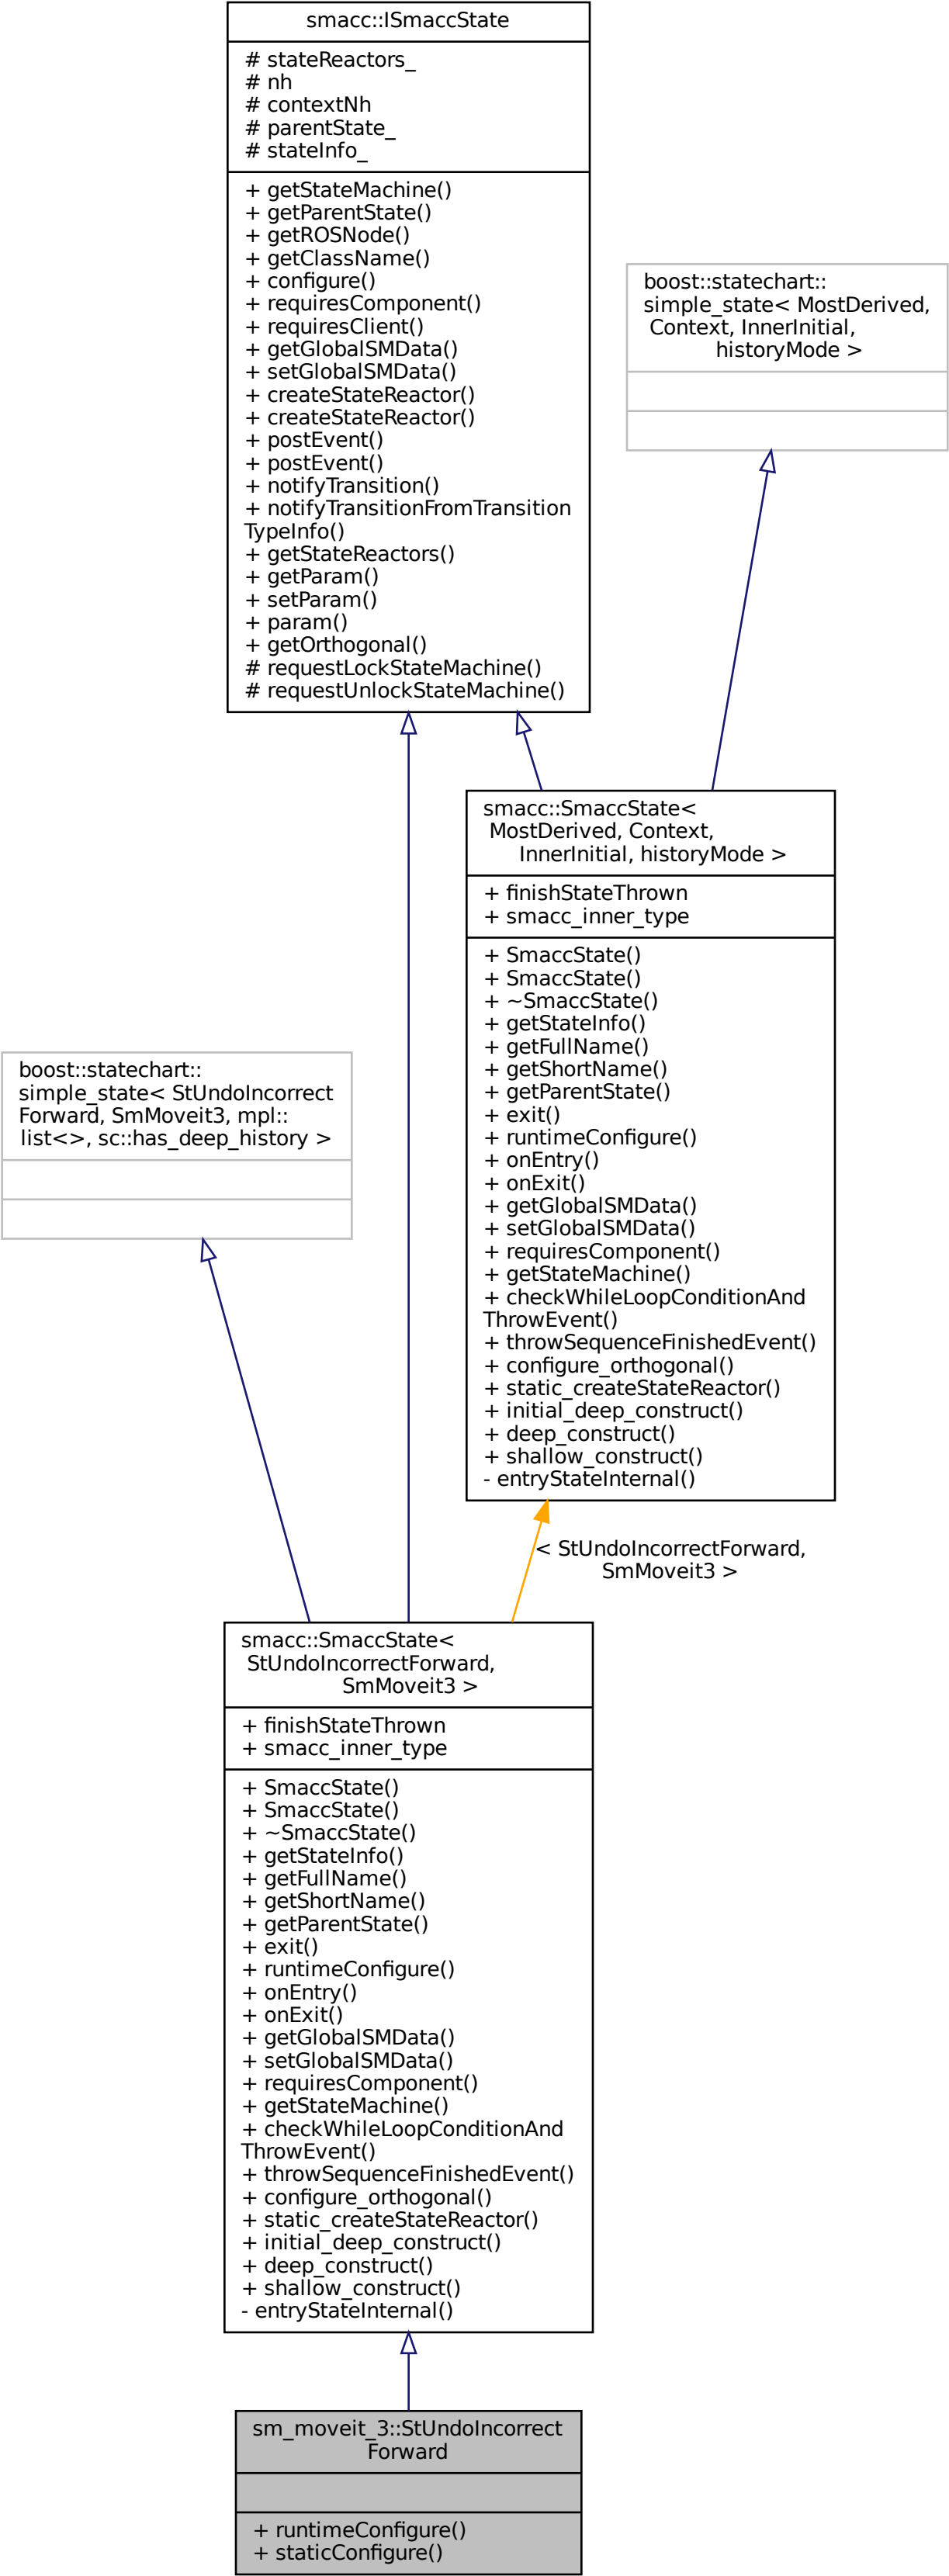 smacc::ISmaccState
# stateReactors_
# nh
# contextNh
# parentState_
# stateInfo_
+ getStateMachine()
+ getParentState()
+ getROSNode()
+ getClassName()
+ configure()
+ requiresComponent()
+ requiresClient()
+ getGlobalSMData()
+ setGlobalSMData()
+ createStateReactor()
+ createStateReactor()
+ postEvent()
+ postEvent()
+ notifyTransition()
+ notifyTransitionFromTransition
TypeInfo()
+ getStateReactors()
+ getParam()
+ setParam()
+ param()
+ getOrthogonal()
# requestLockStateMachine()
# requestUnlockStateMachine()
boost::statechart::
simple_state< MostDerived,
Context, InnerInitial,
historyMode >
smacc::SmaccState<
MostDerived, Context,
InnerInitial, historyMode >
+ finishStateThrown
+ smacc_inner_type
+ SmaccState()
+ SmaccState()
+ ~SmaccState()
+ getStateInfo()
+ getFullName()
+ getShortName()
+ getParentState()
+ exit()
+ runtimeConfigure()
+ onEntry()
+ onExit()
+ getGlobalSMData()
+ setGlobalSMData()
+ requiresComponent()
+ getStateMachine()
+ checkWhileLoopConditionAnd
ThrowEvent()
+ throwSequenceFinishedEvent()
+ configure_orthogonal()
+ static_createStateReactor()
+ initial_deep_construct()
+ deep_construct()
+ shallow_construct()
- entryStateInternal()
boost::statechart::
simple_state< StUndoIncorrect
Forward, SmMoveit3, mpl::
list<>, sc::has_deep_history >
< StUndoIncorrectForward,
SmMoveit3 >
smacc::SmaccState<
StUndoIncorrectForward,
SmMoveit3 >
+ finishStateThrown
+ smacc_inner_type
+ SmaccState()
+ SmaccState()
+ ~SmaccState()
+ getStateInfo()
+ getFullName()
+ getShortName()
+ getParentState()
+ exit()
+ runtimeConfigure()
+ onEntry()
+ onExit()
+ getGlobalSMData()
+ setGlobalSMData()
+ requiresComponent()
+ getStateMachine()
+ checkWhileLoopConditionAnd
ThrowEvent()
+ throwSequenceFinishedEvent()
+ configure_orthogonal()
+ static_createStateReactor()
+ initial_deep_construct()
+ deep_construct()
+ shallow_construct()
- entryStateInternal()
sm_moveit_3::StUndoIncorrect
Forward
+ runtimeConfigure()
+ staticConfigure()